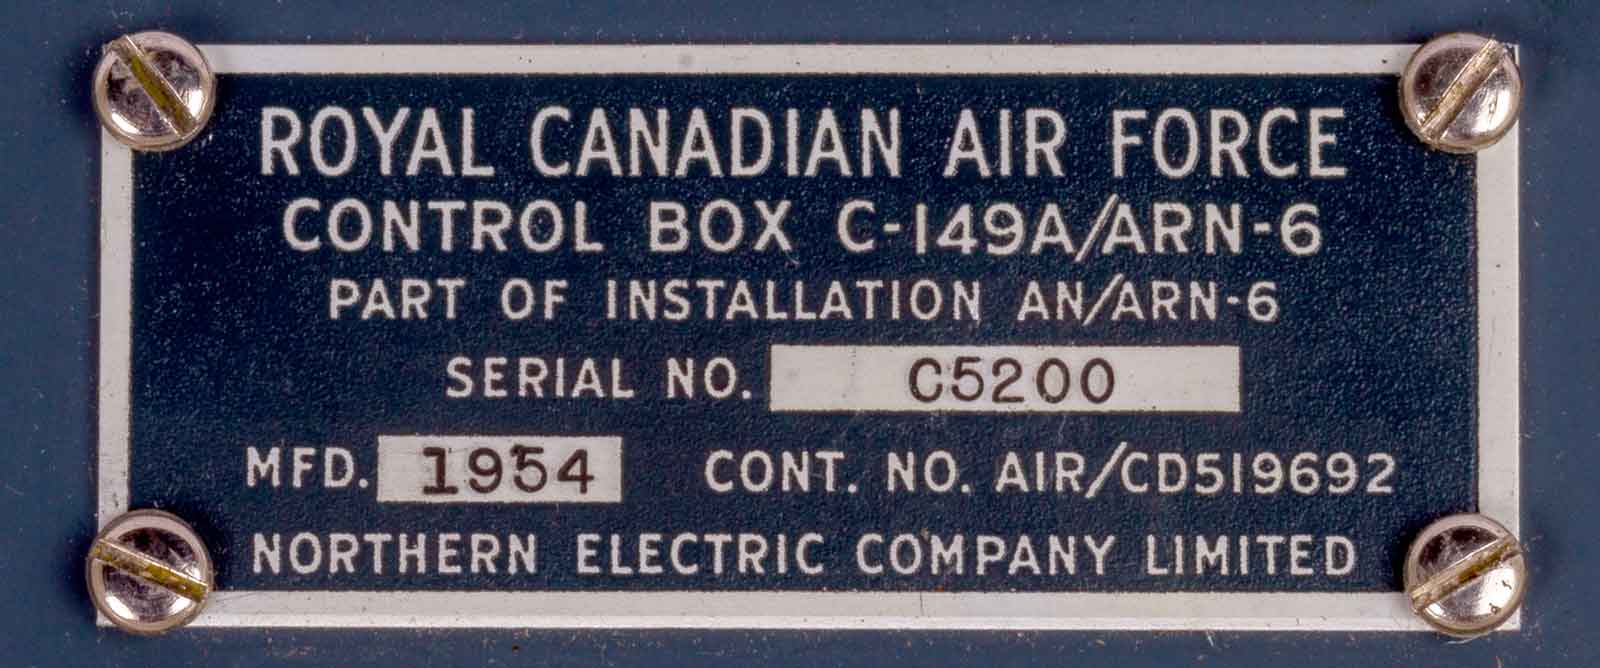 ROYAL CANADIAN AIR FORCE
CONTROL BOX C-149A/ARN-6
PART OF INSTALLATION AN/ARN-6
SERIAL NO. C5200
MFD. 1954 CONT. NO. AIR/CD519692
NORTHERN ELECTRIC COMPANY LIMITED